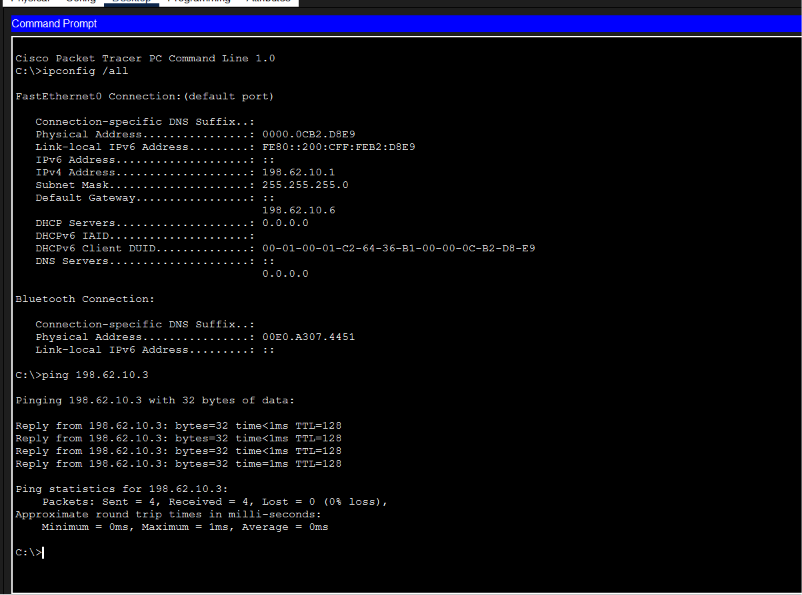 Command Prompt
Cisco Packet Tracer PC Command Line 1.0
C:\>ipconfig /all
FastEthernet0 Connection:(default port)
Connection-specific DNS Suffix..:
Physical Address................: 0000.0CB2.D8E9
Link-local IPv6 Address.........: FE80::200:CFF:FEB2:D8E9
IPv6 Address....................: ::
IPv4 Address....................: 198.62.10.1
Subnet Mask.....................: 255.255.255.0
Default Gateway.................: ::
198.62.10.6
DHCP Servers....................: 0.0.0.0
DHCPv6 IAID.....................:
DHCPv6 Client DUID..............: 00-01-00-01-C2-64-36-B1-00-00-0C-B2-D8-E9
DNS Servers.....................: ::
0.0.0.0
Bluetooth Connection:
Connection-specific DNS Suffix..:
Physical Address................: 00E0.A307.4451
Link-local IPv6 Address.........: ::
C:\>ping 198.62.10.3
Pinging 198.62.10.3 with 32 bytes of data:
Reply from 198.62.10.3: bytes=32 time<1ms TTL=128
Reply from 198.62.10.3: bytes=32 time<1ms TTL=128
Reply from 198.62.10.3: bytes=32 time<1ms TTL=128
Reply from 198.62.10.3: bytes=32 time=1ms TTL=128
Ping statistics for 198.62.10.3:
Packets: Sent = 4, Received = 4, Lost = 0 (0% loss),
Approximate round trip times in milli-seconds:
Minimum = 0ms, Maximum = 1ms, Average = 0ms
C:\>